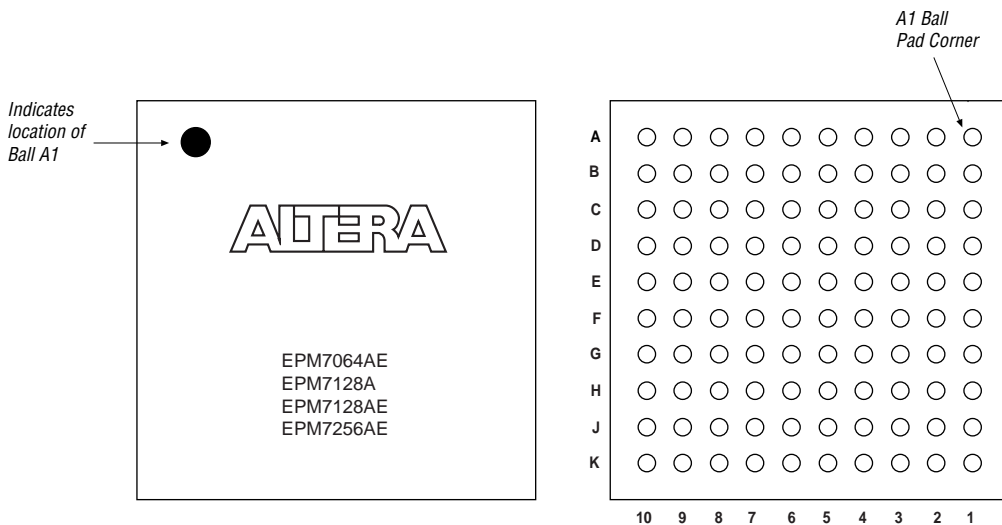 A1 Ball
Pad Corner
Indicates
location of
Ball A1
ALTERA
EPM7064AE
EPM7128A
EPM7128AE
EPM7256AE
A
B
C
D
E
F
G
H
J
K
10 9 8 7 6 5 4 3 2 1